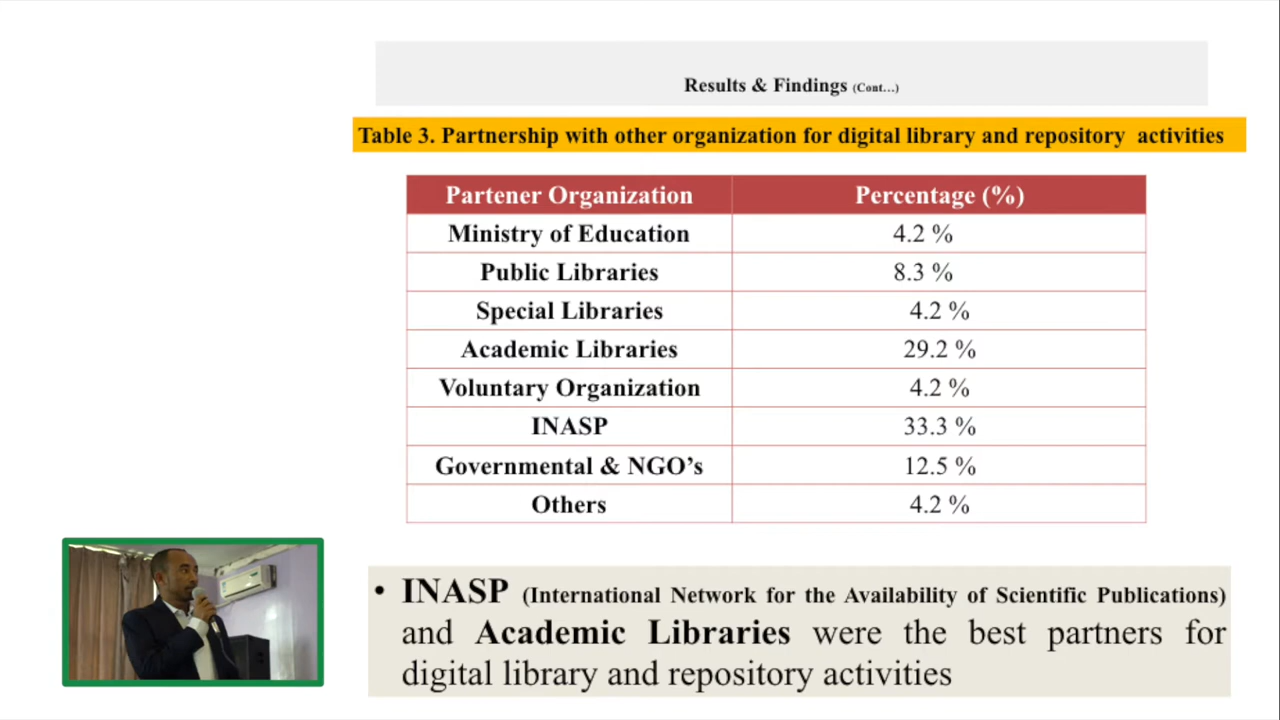 Results & Findings (Cont...)
Table 3. Partnership with other organization for digital library and repository activities
Partener Organization Percentage (%)
Ministry of Education 4.2 %
Public Libraries 8.3 %
Special Libraries 4.2 %
Academic Libraries 29.2 %
Voluntary Organization 4.2 %
INASP 33.3 %
Governmental & NGO’s 12.5 %
Others 4.2 %
• INASP (International Network for the Availability of Scientific Publications)
and Academic Libraries were the best partners for
digital library and repository activities